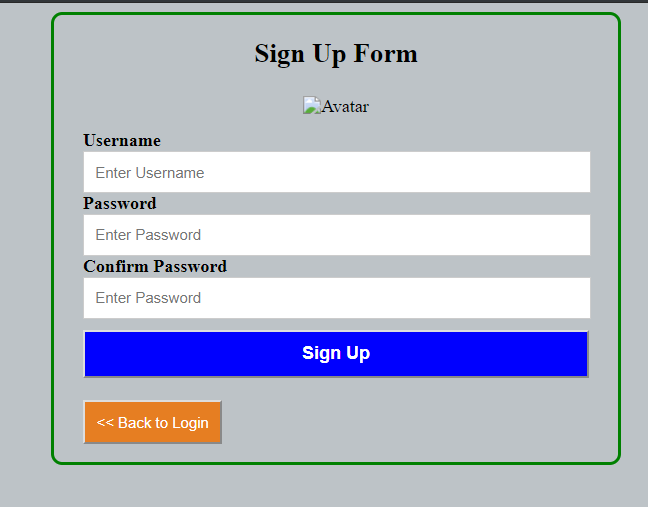 Sign Up Form
Avatar
Username
Enter Username
Password
Enter Password
Confirm Password
Enter Password
Sign Up
<< Back to Login